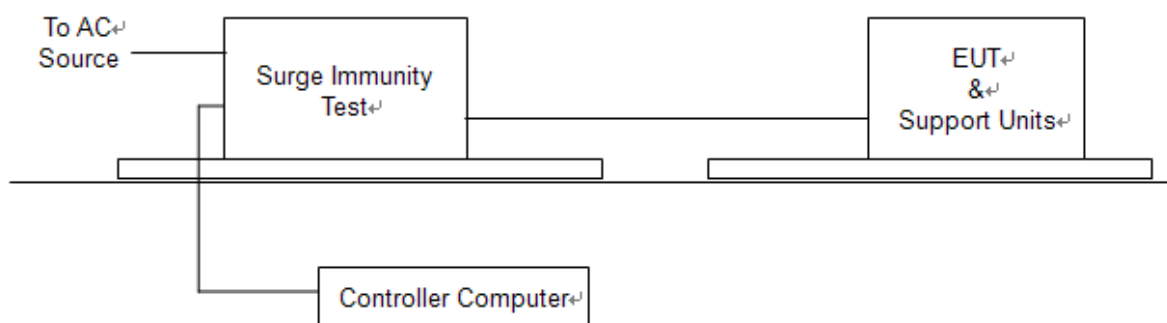 To AC↵
Source
Surge Immunity
Test↵
EUT↵
&↵
Support Units↵
Controller Computer↵